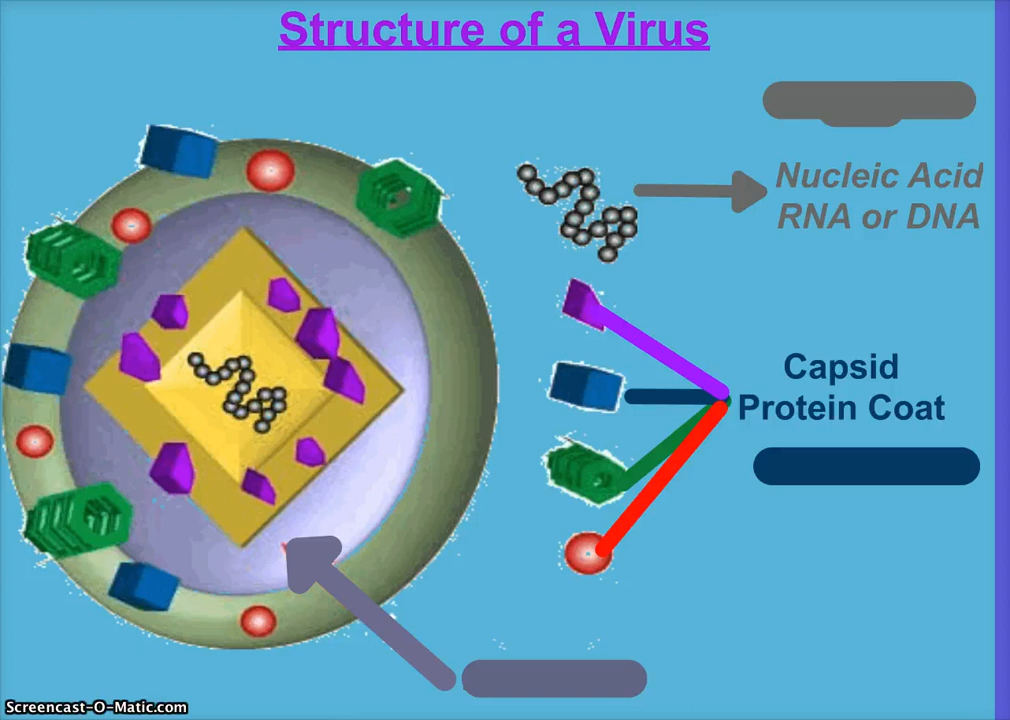 Structure of a Virus
Nucleic Acid
RNA or DNA
Capsid
Protein Coat
Screencast-O-Matic.com